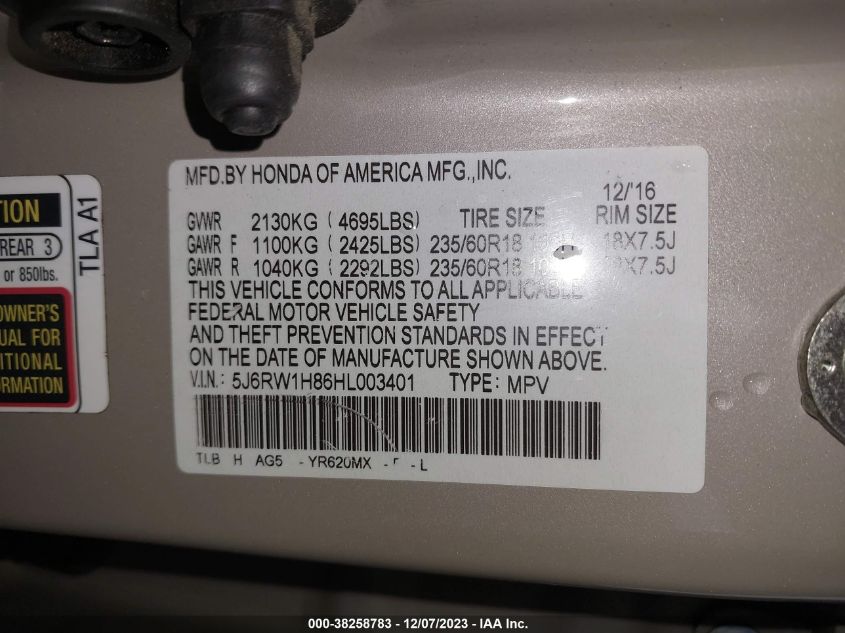 MFD.BY HONDA OF AMERICA MFG.,INC.
12/'16
GVWR 2130KG ( 4695LBS) TIRE SIZE RIM SIZE
GAWR F 1100KG ( 2425LBS) 235/60R18 18X7.5J
GAWR R 1040KG ( 2292LBS) 235/60R18
THIS VEHICLE CONFORMS TO ALL APPLICABLE
FEDERAL MOTOR VEHICLE SAFETY
AND THEFT PREVENTION STANDARDS IN EFFECT
ON THE DATE OF MANUFACTURE SHOWN ABOVE.
V.I.N.: 5J6RW1H86HL003401 TYPE: MPV
TLB H AG5 -YR620MX - - L
TLA A1
REAR 3
or 850lbs.
OWNER'S
FOR
000-38258783 – 12/07/2023 – IAA Inc.